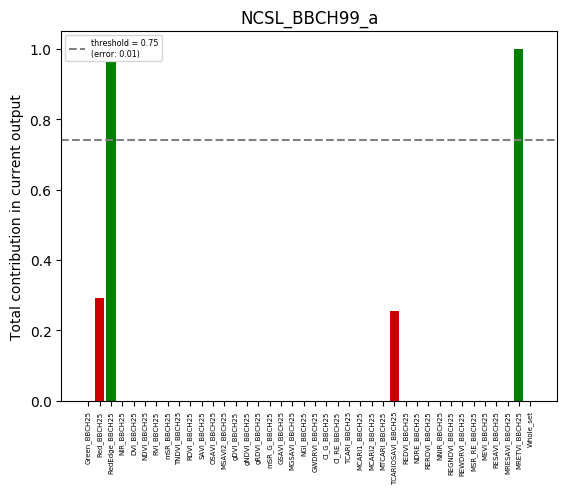 NCSL_BBCH99_a
threshold = 0.75
(error: 0.01)
Total contribution in current output
1.0
0.8
0.6
0.4
0.2
0.0
Green_BBCH25
Red_BBCH25
RedEdge_BBCH25
NIR_BBCH25
DVI_BBCH25
NDVI_BBCH25
RVI_BBCH25
mSR_BBCH25
TNDVI_BBCH25
RDVI_BBCH25
SAVI_BBCH25
OSAVI_BBCH25
MSAVI2_BBCH25
gDVI_BBCH25
gNDVI_BBCH25
gRDVI_BBCH25
mSR_G_BBCH25
GSAVI_BBCH25
MGSAVI_BBCH25
NGI_BBCH25
GWDRVI_BBCH25
CI_G_BBCH25
CI_RE_BBCH25
TCARI_BBCH25
MCARI1_BBCH25
MCARI2_BBCH25
MTCARI_BBCH25
TCARIOSAVI_BBCH25
REDVI_BBCH25
NDRE_BBCH25
RERDVI_BBCH25
NNIR_BBCH25
REGNDVI_BBCH25
REWDRVI_BBCH25
MSR_RE_BBCH25
MEVI_BBCH25
RESAVI_BBCH25
MRESAVI_BBCH25
MRETVI_BBCH25
Whole_set